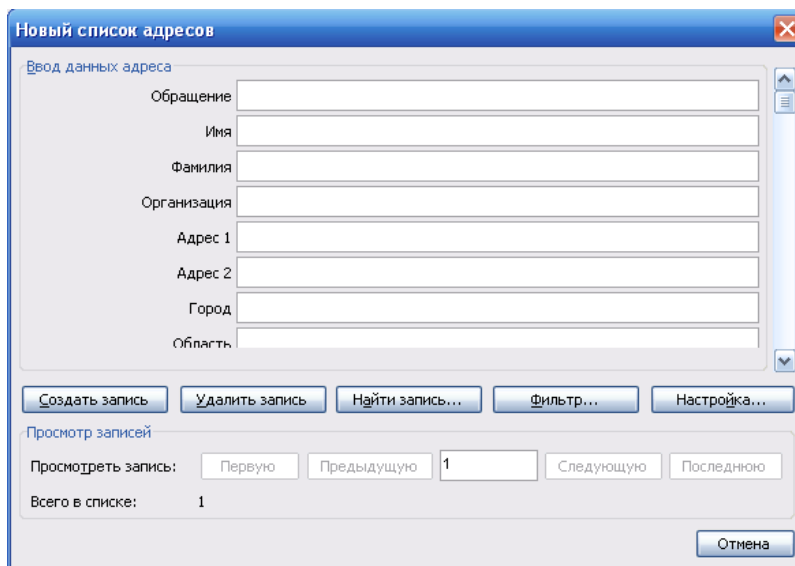 Новый список адресов
Ввод данных адреса
Обращение
Имя
Фамилия
Организация
Адрес 1
Адрес 2
Город
Область
Создать запись Удалить запись Найти запись... Фильтр... Настройка...
Просмотр записей
Просмотреть запись: Первую Предыдущую 1 Следующую Последнюю
Всего в списке: 1
Отмена